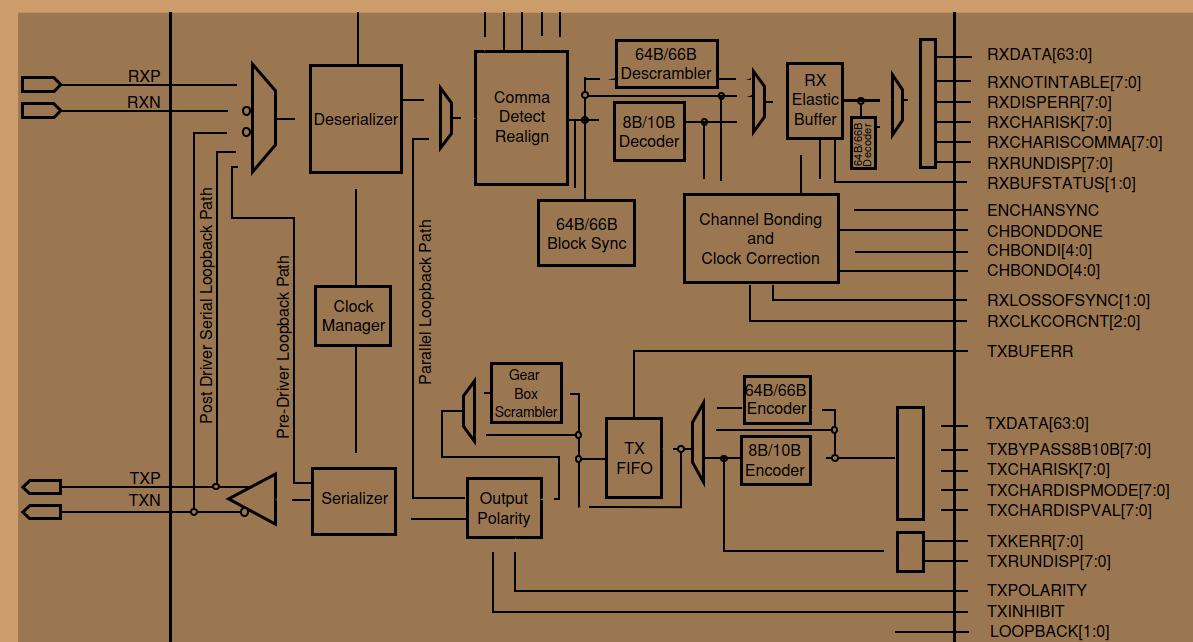 RXP
RXN
Deserializer
Comma
Detect
Realign
64B/66B
Descrambler
8B/10B
Decoder
RX
Elastic
Buffer
64B/66B
Decoder
64B/66B
Block Sync
Channel Bonding
and
Clock Correction
RXDATA[63:0]
RXNOTINTABLE[7:0]
RXDISPERR[7:0]
RXCHARISK[7:0]
RXCHARISCOMMA[7:0]
RXRUNDISP[7:0]
RXBUFSTATUS[1:0]
ENCHANSYNC
CHBONDDONE
CHBONDI[4:0]
CHBONDO[4:0]
RXLOSSOFSYNC[1:0]
RXCLKCORCNT[2:0]
TXBUFERR
Post Driver Serial Loopback Path
Pre-Driver Loopback Path
Clock
Manager
Parallel Loopback Path
Gear
Box
Scrambler
TX
FIFO
64B/66B
Encoder
8B/10B
Encoder
TXP
TXN
Serializer
Output
Polarity
TXDATA[63:0]
TXBYPASS8B10B[7:0]
TXCHARISK[7:0]
TXCHARDISPMODE[7:0]
TXCHARDISPVAL[7:0]
TXKERR[7:0]
TXRUNDISP[7:0]
TXPOLARITY
TXINHIBIT
LOOPBACK[1:0]